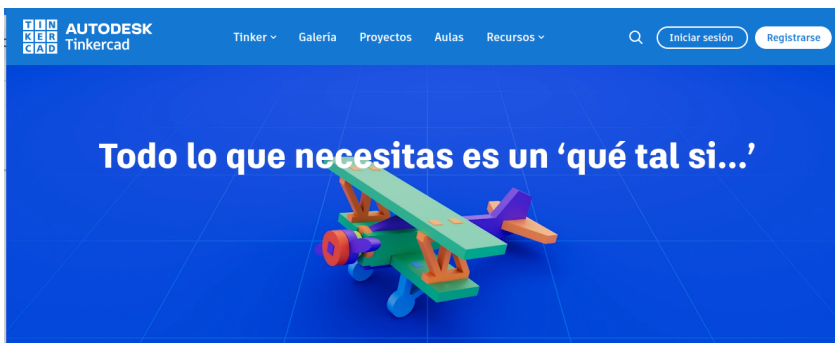 TIN
KER
CAD
AUTODESK
Tinkercad
Tinker
Galería
Proyectos
Aulas
Recursos
Iniciar sesión
Registrarse
Todo lo que necesitas es un ‘qué tal si...’